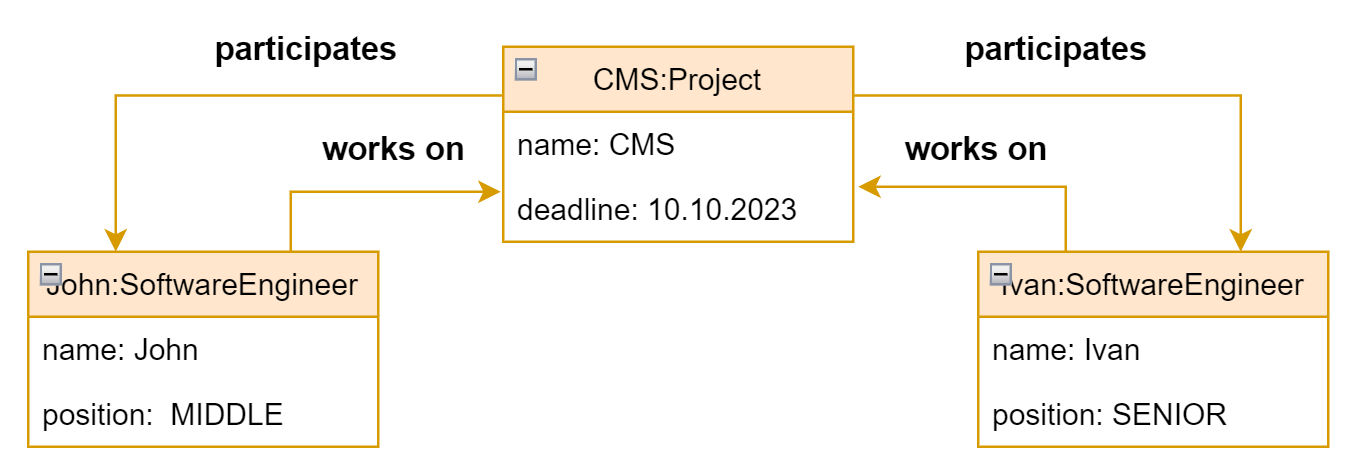 participates
participates
CMS:Project
works on
name: CMS
works on
deadline: 10.10.2023
John:SoftwareEngineer
name: John
position: MIDDLE
Ivan:SoftwareEngineer
name: Ivan
position: SENIOR